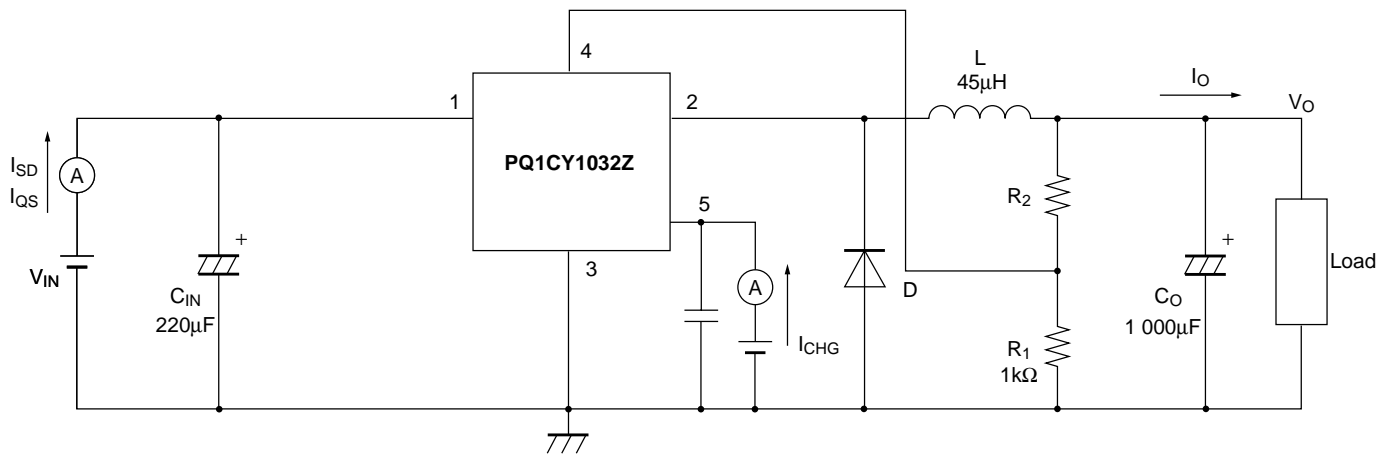 4
L
45μH
I_O
V_O
1
2
PQ1CY1032Z
I_SD
I_QS
A
R_2
5
+
+
V_IN
3
A
Load
C_IN
220μF
D
C_O
1 000μF
I_CHG
R_1
1kΩ